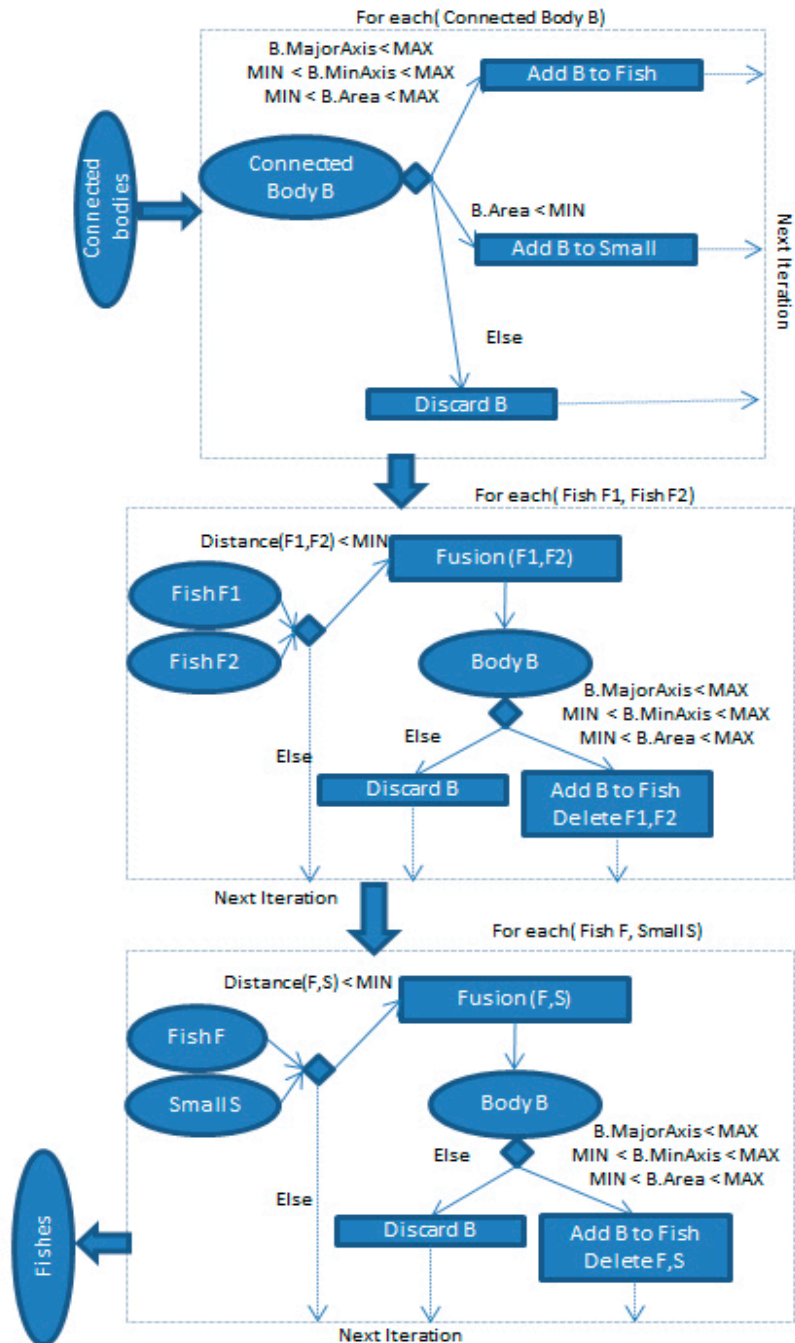 For each( Connected Body B)
B.MajorAxis < MAX
MIN < B.MinAxis < MAX
MIN < B.Area < MAX
Add B to Fish
Connected bodies
Connected
Body B
B.Area < MIN
Add B to Small
Next Iteration
Else
Discard B
For each( Fish F1, Fish F2)
Distance(F1,F2) < MIN
Fusion (F1,F2)
Fish F1
Fish F2
Body B
B.MajorAxis < MAX
MIN < B.MinAxis < MAX
MIN < B.Area < MAX
Else
Else
Discard B
Add B to Fish
Delete F1,F2
Next Iteration
For each( Fish F, Small S)
Distance(F,S) < MIN
Fusion (F,S)
Fish F
Small S
Body B
B.MajorAxis < MAX
MIN < B.MinAxis < MAX
MIN < B.Area < MAX
Else
Else
Discard B
Add B to Fish
Delete F,S
Fishes
Next Iteration